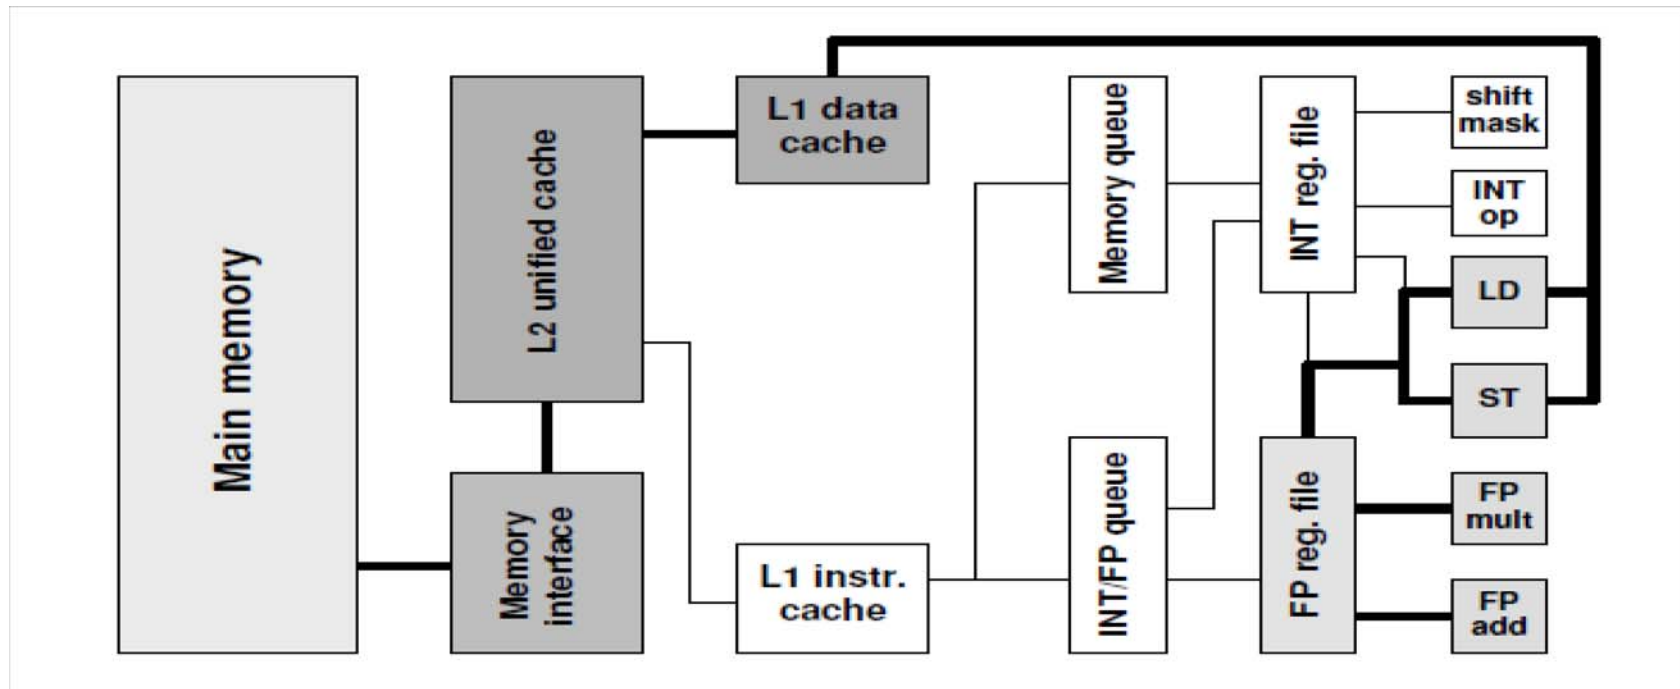 Main memory
L2 unified cache
Memory
interface
L1 data
cache
L1 instr.
cache
Memory queue
INT/FP queue
INT reg. file
FP reg. file
shift
mask
INT
op
LD
ST
FP
mult
FP
add